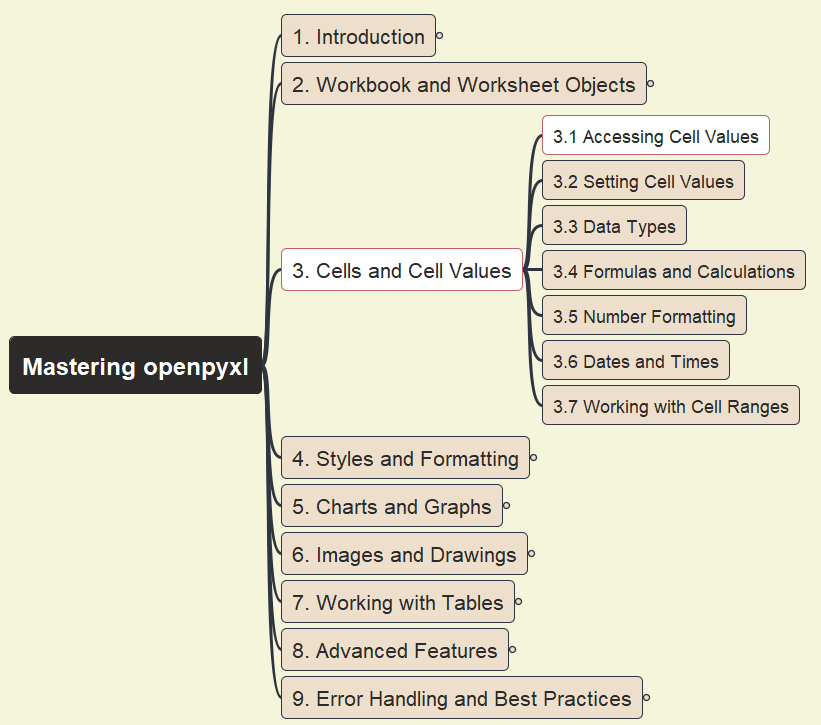 Mastering openpyxl
1. Introduction
2. Workbook and Worksheet Objects
3. Cells and Cell Values
3.1 Accessing Cell Values
3.2 Setting Cell Values
3.3 Data Types
3.4 Formulas and Calculations
3.5 Number Formatting
3.6 Dates and Times
3.7 Working with Cell Ranges
4. Styles and Formatting
5. Charts and Graphs
6. Images and Drawings
7. Working with Tables
8. Advanced Features
9. Error Handling and Best Practices